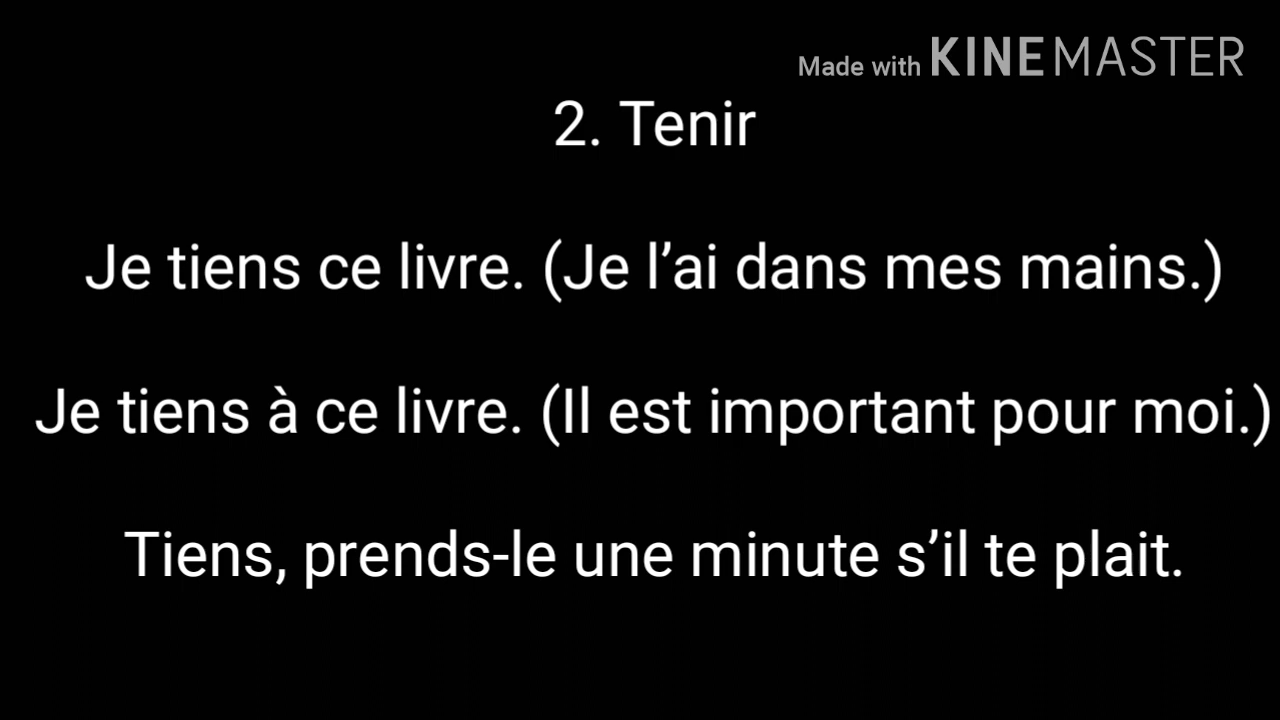 Made with KINEMASTER
2. Tenir
Je tiens ce livre. (Je l’ai dans mes mains.)
Je tiens à ce livre. (Il est important pour moi.)
Tiens, prends-le une minute s’il te plait.